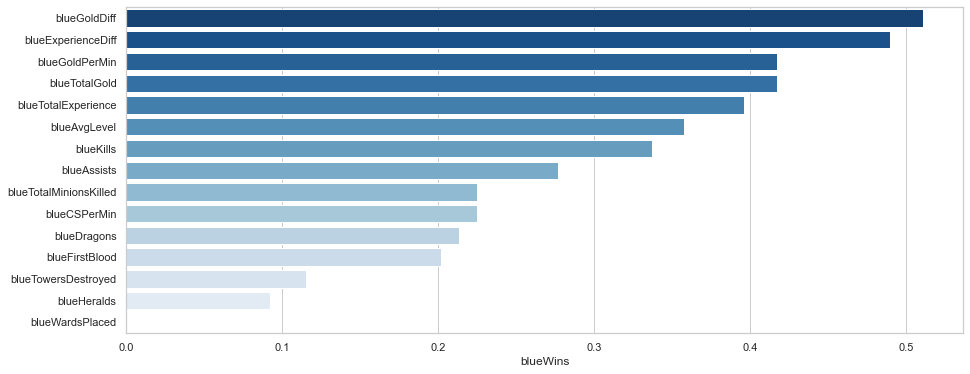 blueGoldDiff
blueExperienceDiff
blueGoldPerMin
blueTotalGold
blueTotalExperience
blueAvgLevel
blueKills
blueAssists
blueTotalMinionsKilled
blueCSPerMin
blueDragons
blueFirstBlood
blueTowersDestroyed
blueHeralds
blueWardsPlaced
0.0 0.1 0.2 0.3 0.4 0.5
blueWins